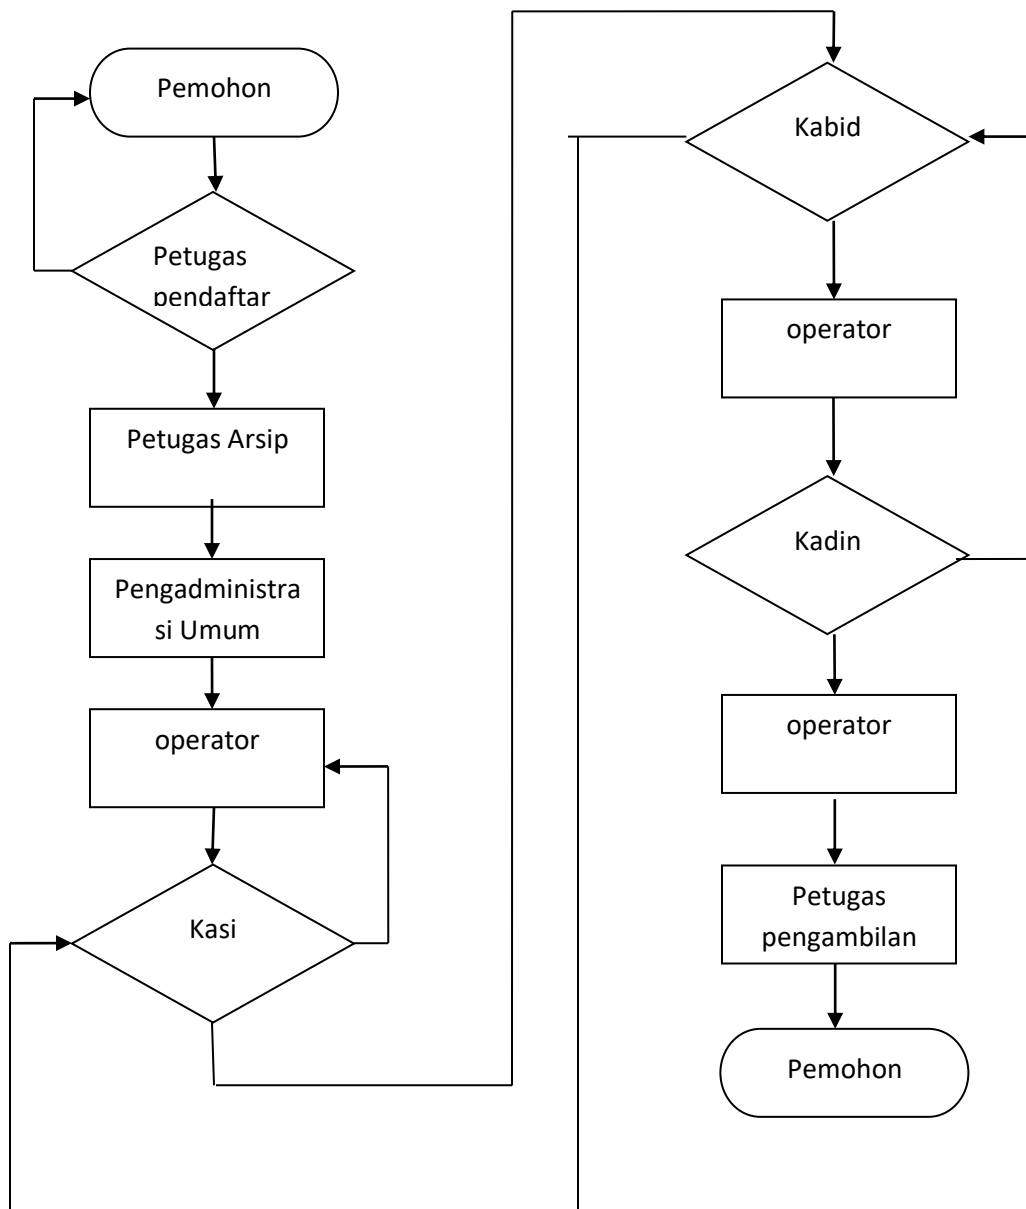 Pemohon
Petugas
pendaftar
Petugas Arsip
Pengadministra
si Umum
operator
Kasi
Kabid
operator
Kadin
operator
Petugas
pengambilan
Pemohon